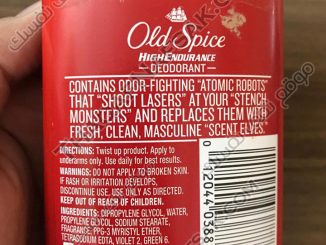 Old Spice
HIGH ENDURANCE
DEODORANT
CONTAINS ODOR-FIGHTING "ATOMIC ROBOTS"
THAT "SHOOT LASERS" AT YOUR "STENCH
MONSTERS" AND REPLACES THEM WITH
FRESH, CLEAN, MASCULINE "SCENT ELVES."
DIRECTIONS: Twist up product. Apply to
underarms only. Use daily for best results.
WARNINGS: DO NOT APPLY TO BROKEN SKIN.
IF RASH OR IRRITATION DEVELOPS,
DISCONTINUE USE. USE ONLY AS DIRECTED.
KEEP OUT OF REACH OF CHILDREN.
INGREDIENTS: DIPROPYLENE GLYCOL, WATER,
PROPYLENE GLYCOL, SODIUM STEARATE,
FRAGRANCE, PPG-3 MYRISTYL ETHER,
TETRASODIUM EDTA, VIOLET 2, GREEN 6.